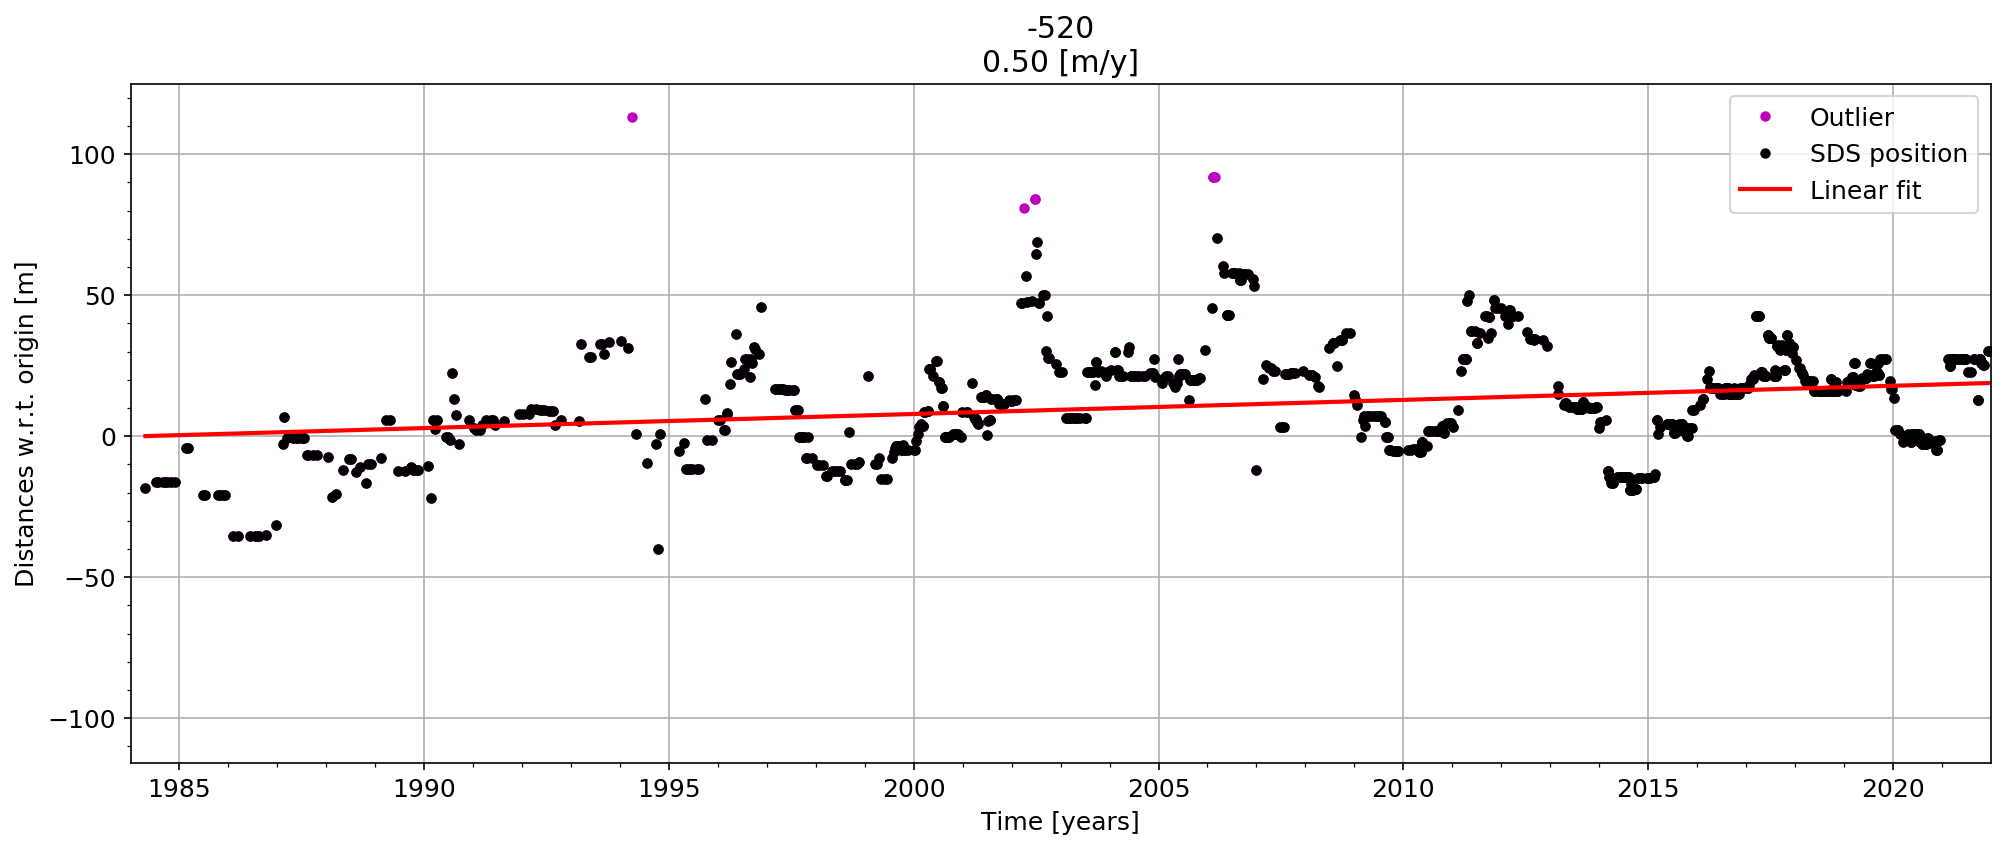 -520
0.50 [m/y]
Outlier
SDS position
Linear fit
Distances w.r.t. origin [m]
100
50
0
−50
−100
1985 1990 1995 2000 2005 2010 2015 2020
Time [years]